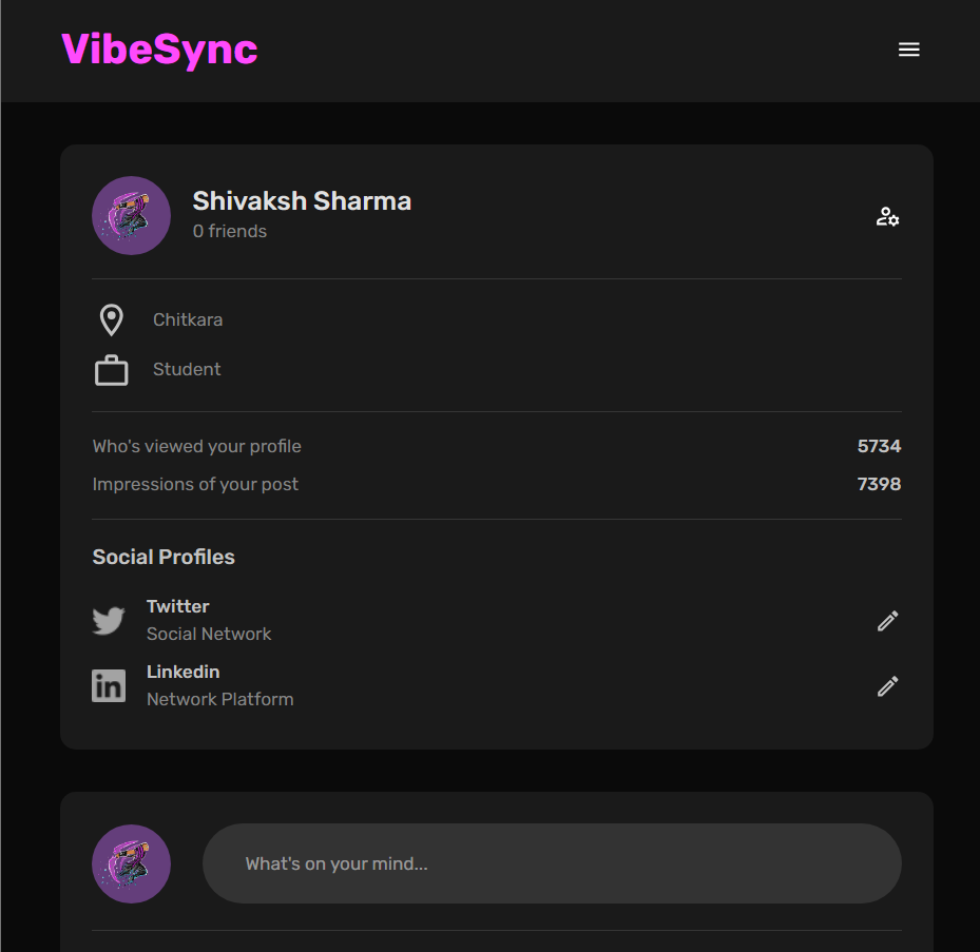 VibeSync
Shivaksh Sharma
0 friends
Chitkara
Student
Who's viewed your profile 5734
Impressions of your post 7398
Social Profiles
Twitter
Social Network
in Linkedin
Network Platform
What's on your mind...